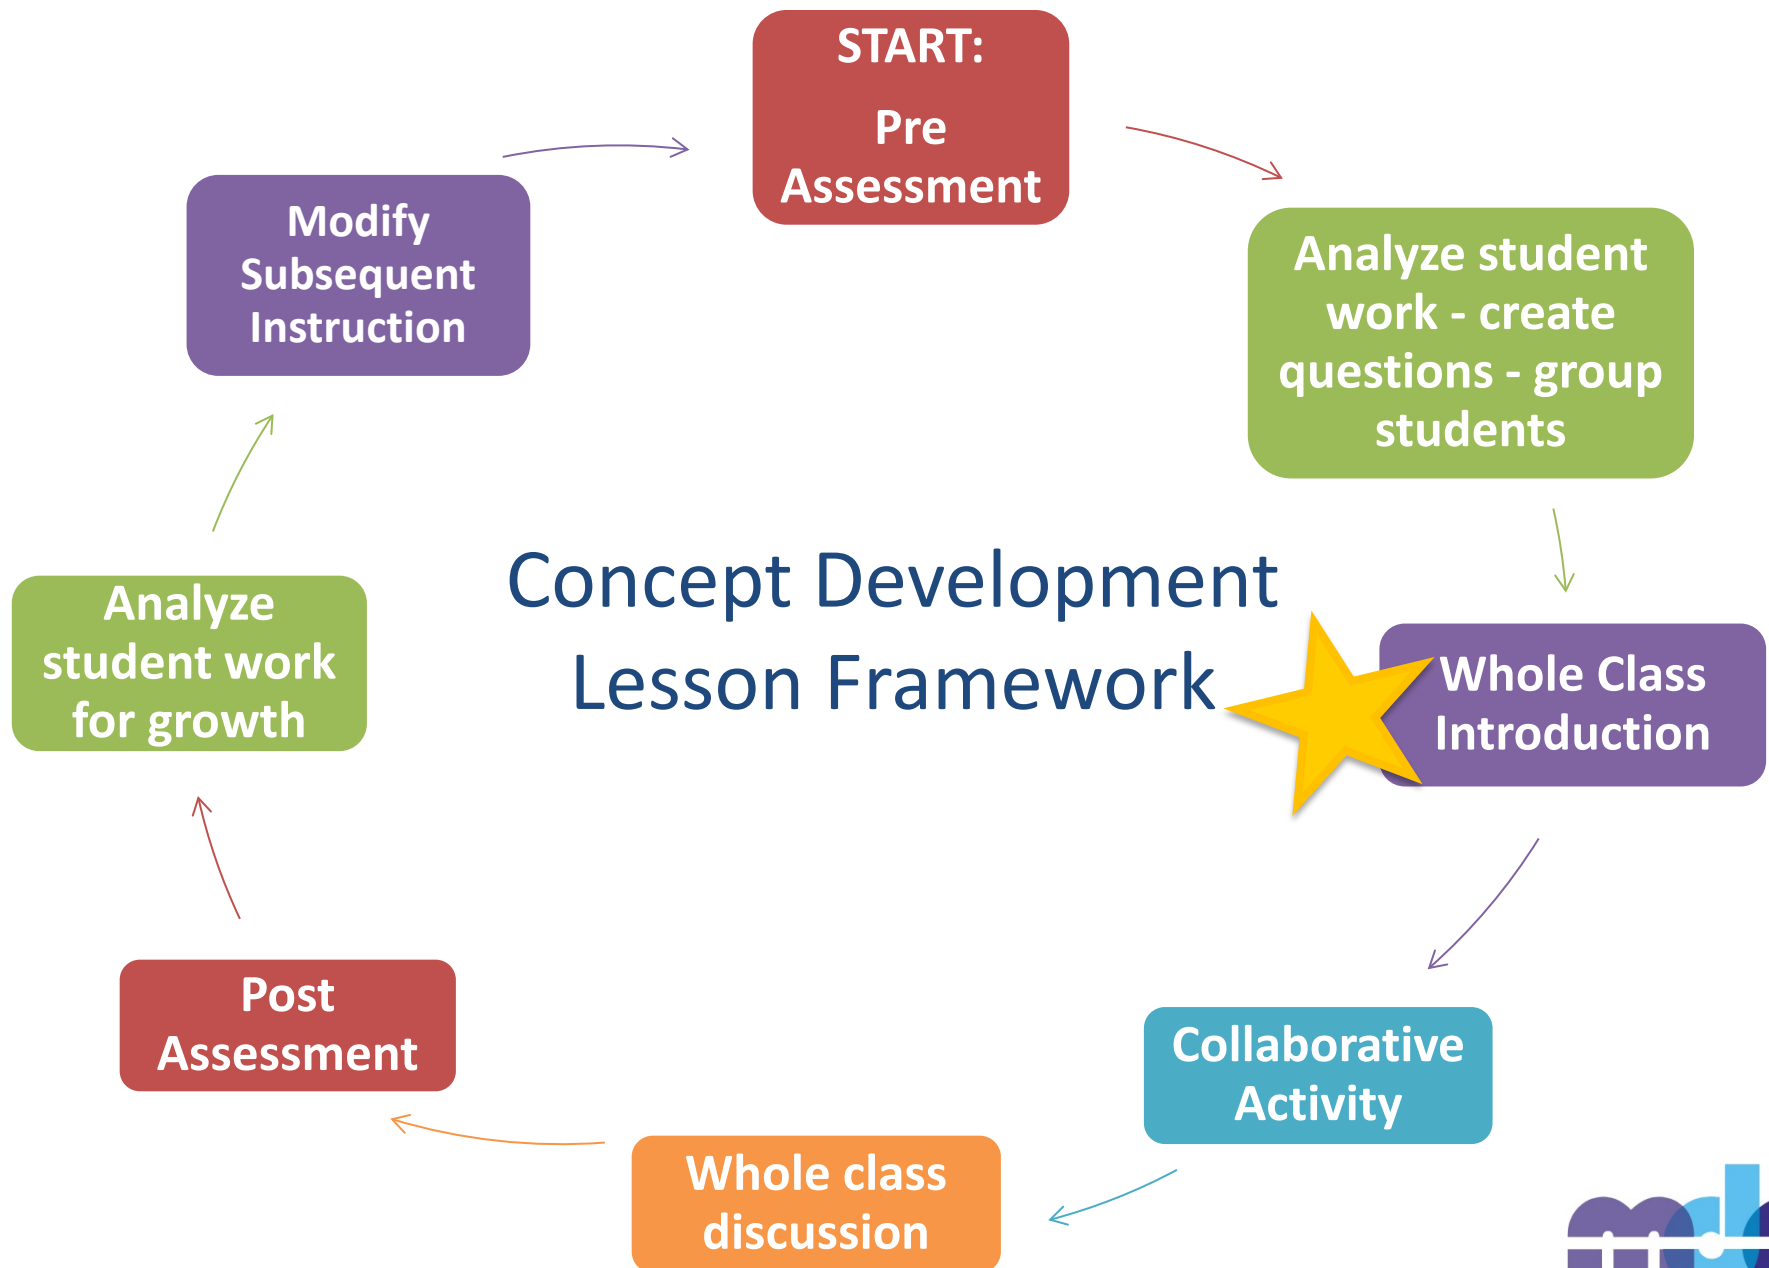 START:
Pre
Assessment
Analyze student
work - create
questions - group
students
Whole Class
Introduction
Collaborative
Activity
Whole class
discussion
Post
Assessment
Analyze
student work
for growth
Modify
Subsequent
Instruction
Concept Development
Lesson Framework